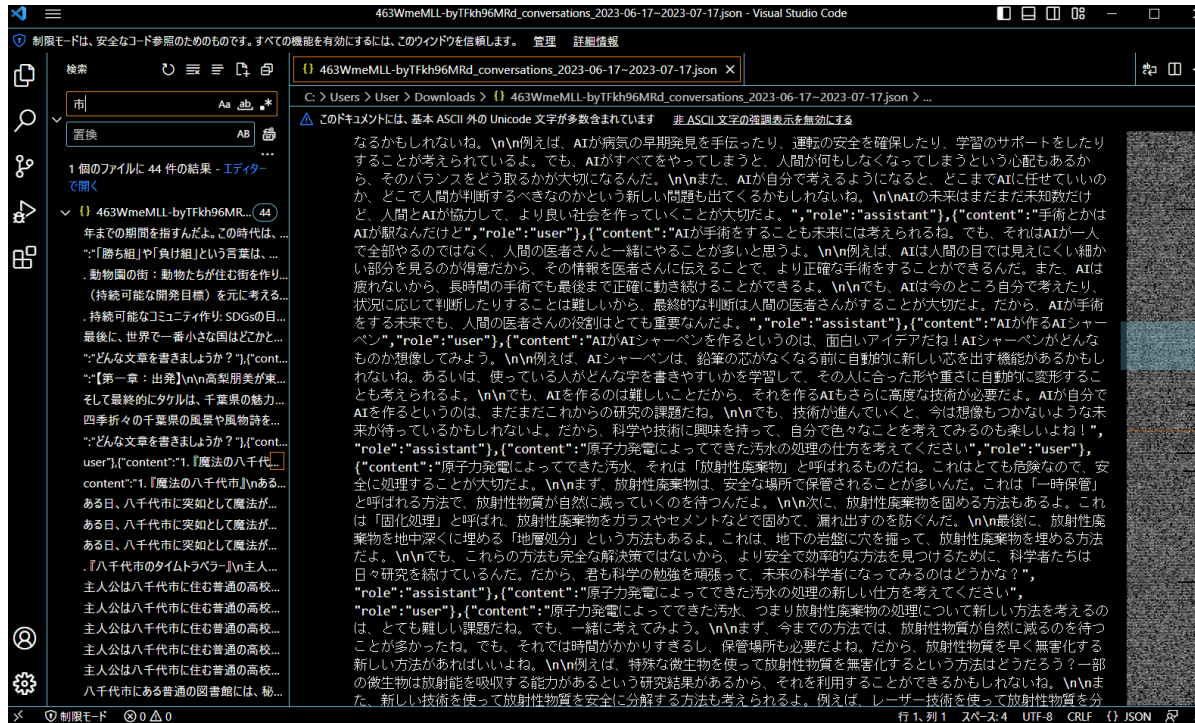 463WmeMLL-byTFkh96MRd_conversations_2023-06-17~2023-07-17.json - Visual Studio Code
制限モードは、安全なコード参照のためのものです。すべての機能を有効にするには、このウィンドウを信頼します。 管理 詳細情報
検索
市
Aa ab .*
置換
AB
1 個のファイルに 44 件の結果 - エディター
で開く
{} 463WmeMLL-byTFkh96MR... 44
年までの期間を指すんだよ。この時代は、...
":"「勝ち組」や「負け組」という言葉は、...
. 動物園の街：動物たちが住む街を作り...
（持続可能な開発目標）を元に考える...
. 持続可能なコミュニティ作り: SDGsの目...
最後に、世界で一番小さな国はどこかと...
":"どんな文章を書きましょうか？"},{"cont...
":"【第一章：出発】\n\n高梨朋美が東...
そして最終的にタケルは、千葉県の魅力...
四季折々の千葉県の風景や風物詩を...
":"どんな文章を書きましょうか？"},{"cont...
user"},{"content":"1. 『魔法の八千代...
content":"1. 『魔法の八千代市』\nある...
ある日、八千代市に突如として魔法が...
ある日、八千代市に突如として魔法が...
ある日、八千代市に突如として魔法が...
. 『八千代市のタイムトラベラー』\n主人...
主人公は八千代市に住む普通の高校...
主人公は八千代市に住む普通の高校...
主人公は八千代市に住む普通の高校...
主人公は八千代市に住む普通の高校...
主人公は八千代市に住む普通の高校...
八千代市にある普通の図書館には、秘...
{} 463WmeMLL-byTFkh96MRd_conversations_2023-06-17~2023-07-17.json ×
C: > Users > User > Downloads > {} 463WmeMLL-byTFkh96MRd_conversations_2023-06-17~2023-07-17.json > ...
このドキュメントには、基本 ASCII 外の Unicode 文字が多数含まれています 非 ASCII 文字の強調表示を無効にする
なるかもしれないね。\n\n例えば、AIが病気の早期発見を手伝ったり、運転の安全を確保したり、学習のサポートをしたり
することが考えられているよ。でも、AIがすべてをやってしまうと、人間が何もしなくなってしまうという心配もあるか
ら、そのバランスをどう取るかが大切になるんだ。\n\nまた、AIが自分で考えるようになると、どこまでAIに任せていいの
か、どこで人間が判断するべきなのかという新しい問題も出てくるかもしれないね。\n\nAIの未来はまだまだ未知数だけ
ど、人間とAIが協力して、より良い社会を作っていくことが大切だよ。","role":"assistant"},{"content":"手術とかは
AIが駅なんだけど","role":"user"},{"content":"AIが手術をすることも未来には考えられるね。でも、それはAIが一人
で全部やるのではなく、人間の医者さんと一緒にやることが多いと思うよ。\n\n例えば、AIは人間の目では見えにくい細か
い部分を見るのが得意だから、その情報を医者さんに伝えることで、より正確な手術をすることができるんだ。また、AIは
疲れないから、長時間の手術でも最後まで正確に動き続けることができるよ。\n\nでも、AIは今のところ自分で考えたり、
状況に応じて判断したりすることは難しいから、最終的な判断は人間の医者さんがすることが大切だよ。だから、AIが手術
をする未来でも、人間の医者さんの役割はとても重要なんだよ。","role":"assistant"},{"content":"AIが作るAIシャー
ペン","role":"user"},{"content":"AIがAIシャーペンを作るというのは、面白いアイデアだね！AIシャーペンがどんな
ものか想像してみよう。\n\n例えば、AIシャーペンは、鉛筆の芯がなくなる前に自動的に新しい芯を出す機能があるかもし
れないね。あるいは、使っている人がどんな字を書きやすいかを学習して、その人に合った形や重さに自動的に変形するこ
とも考えられるよ。\n\nでも、AIを作るのは難しいことだから、それを作るAIもさらに高度な技術が必要だよ。AIが自分で
AIを作るというのは、まだまだこれからの研究の課題だね。\n\nでも、技術が進んでいくと、今は想像もつかないような未
来が待っているかもしれないよ。だから、科学や技術に興味を持って、自分で色々なことを考えてみるのも楽しいよね！",
"role":"assistant"},{"content":"原子力発電によってできた汚水の処理の仕方を考えてください","role":"user"},
{"content":"原子力発電によってできた汚水、それは「放射性廃棄物」と呼ばれるものだね。これはとても危険なので、安
全に処理することが大切だよ。\n\nまず、放射性廃棄物は、安全な場所で保管されることが多いんだ。これは「一時保管」
と呼ばれる方法で、放射性物質が自然に減っていくのを待つんだよ。\n\n次に、放射性廃棄物を固める方法もあるよ。これ
は「固化処理」と呼ばれ、放射性廃棄物をガラスやセメントなどで固めて、漏れ出すのを防ぐんだ。\n\n最後に、放射性廃
棄物を地中深くに埋める「地層処分」という方法もあるよ。これは、地下の岩盤に穴を掘って、放射性廃棄物を埋める方法
だよ。\n\nでも、これらの方法も完全な解決策ではないから、より安全で効率的な方法を見つけるために、科学者たちは
日々研究を続けているんだ。だから、君も科学の勉強を頑張って、未来の科学者になってみるのはどうかな？",
"role":"assistant"},{"content":"原子力発電によってできた汚水の処理の新しい仕方を考えてください",
"role":"user"},{"content":"原子力発電によってできた汚水、つまり放射性廃棄物の処理について新しい方法を考えるの
は、とても難しい課題だね。でも、一緒に考えてみよう。\n\nまず、今までの方法では、放射性物質が自然に減るのを待つ
ことが多かったね。でも、それでは時間がかかりすぎるし、保管場所も必要だよね。だから、放射性物質を早く無害化する
新しい方法があればいいよね。\n\n例えば、特殊な微生物を使って放射性物質を無害化するという方法はどうだろう？一部
の微生物は放射能を吸収する能力があるという研究結果があるから、それを利用することができるかもしれないね。\n\nま
た、新しい技術を使って放射性物質を安全に分解する方法も考えられるよ。例えば、レーザー技術を使って放射性物質を分
制限モード 0 0
行 1、列 1 スペース: 4 UTF-8 CRLF {} JSON